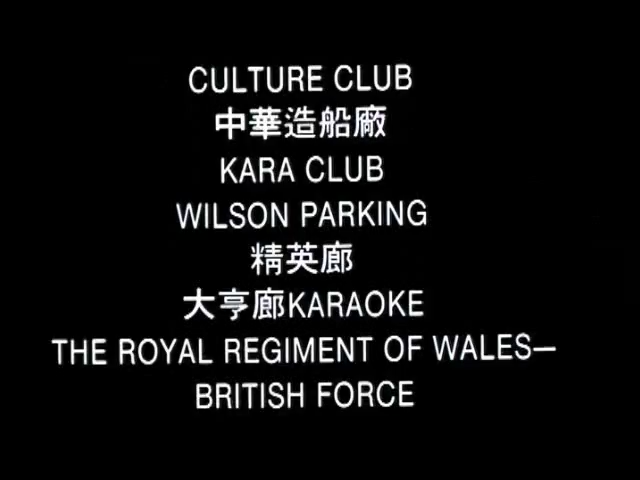 CULTURE CLUB
中華造船廠
KARA CLUB
WILSON PARKING
精英廊
大亨廊KARAOKE
THE ROYAL REGIMENT OF WALES—
BRITISH FORCE